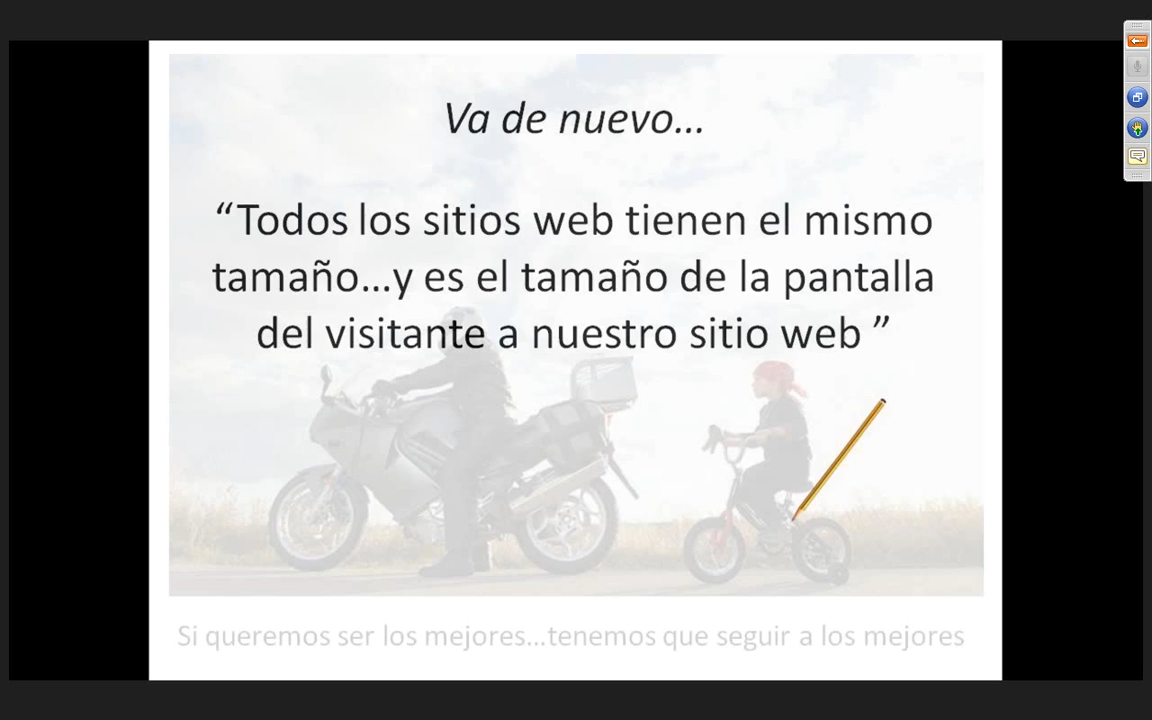 Va de nuevo...
“Todos los sitios web tienen el mismo
tamaño...y es el tamaño de la pantalla
del visitante a nuestro sitio web ”
Si queremos ser los mejores...tenemos que seguir a los mejores